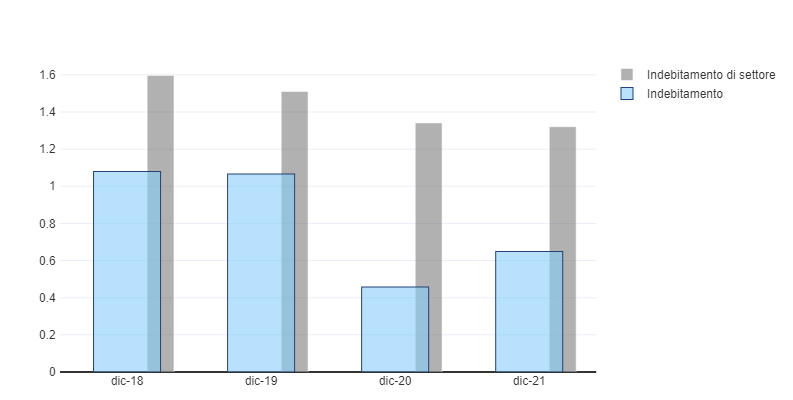 1.6
1.4
1.2
1
0.8
0.6
0.4
0.2
0
dic-18
dic-19
dic-20
dic-21
Indebitamento di settore
Indebitamento